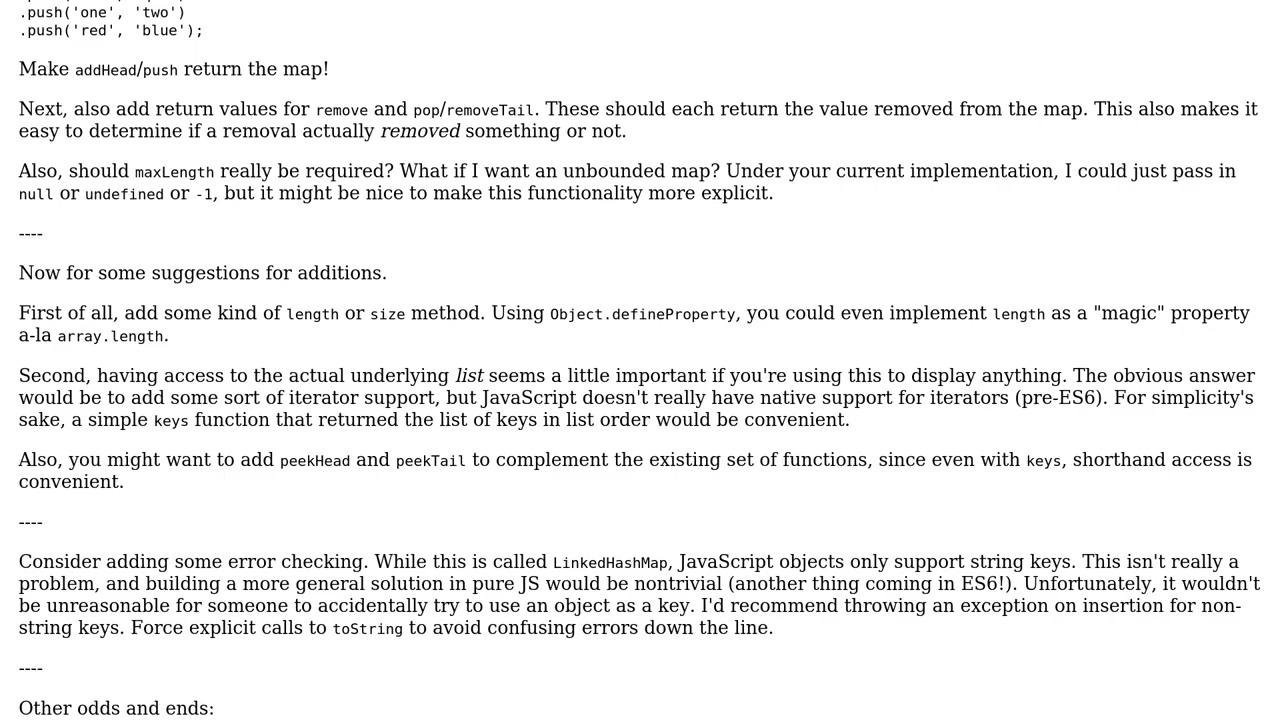 .push('one', 'two')
.push('red', 'blue');
Make addHead/push return the map!
Next, also add return values for remove and pop/removeTail. These should each return the value removed from the map. This also makes it
easy to determine if a removal actually removed something or not.
Also, should maxLength really be required? What if I want an unbounded map? Under your current implementation, I could just pass in
null or undefined or -1, but it might be nice to make this functionality more explicit.
----
Now for some suggestions for additions.
First of all, add some kind of length or size method. Using Object.defineProperty, you could even implement length as a "magic" property
a-la array.length.
Second, having access to the actual underlying list seems a little important if you're using this to display anything. The obvious answer
would be to add some sort of iterator support, but JavaScript doesn't really have native support for iterators (pre-ES6). For simplicity's
sake, a simple keys function that returned the list of keys in list order would be convenient.
Also, you might want to add peekHead and peekTail to complement the existing set of functions, since even with keys, shorthand access is
convenient.
----
Consider adding some error checking. While this is called LinkedHashMap, JavaScript objects only support string keys. This isn't really a
problem, and building a more general solution in pure JS would be nontrivial (another thing coming in ES6!). Unfortunately, it wouldn't
be unreasonable for someone to accidentally try to use an object as a key. I'd recommend throwing an exception on insertion for non-
string keys. Force explicit calls to toString to avoid confusing errors down the line.
----
Other odds and ends: